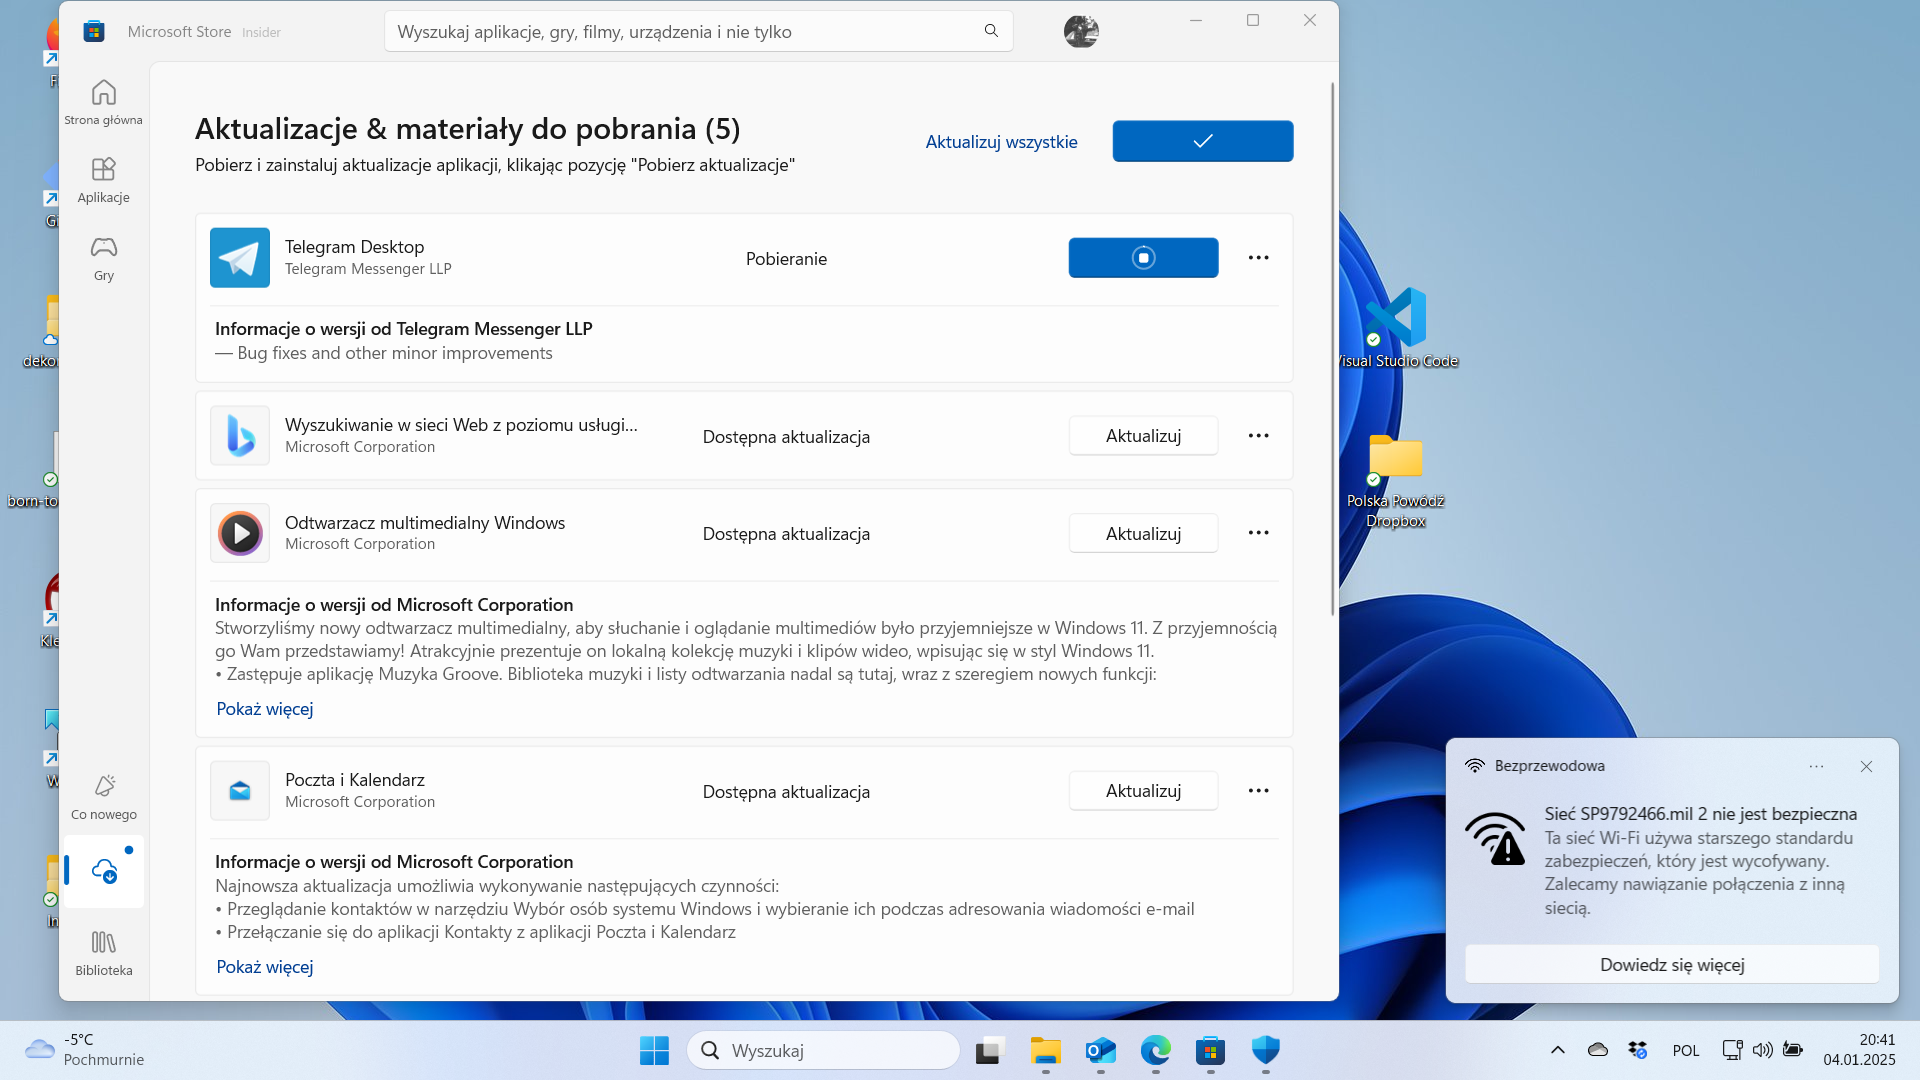 Microsoft Store Insider
Wyszukaj aplikacje, gry, filmy, urządzenia i nie tylko
Strona główna
Aplikacje
Gry
Co nowego
Biblioteka
Aktualizacje & materiały do pobrania (5)
Pobierz i zainstaluj aktualizacje aplikacji, klikając pozycję "Pobierz aktualizacje"
Aktualizuj wszystkie
Telegram Desktop
Telegram Messenger LLP
Pobieranie
Informacje o wersji od Telegram Messenger LLP
— Bug fixes and other minor improvements
Wyszukiwanie w sieci Web z poziomu usługi...
Microsoft Corporation
Dostępna aktualizacja
Aktualizuj
Odtwarzacz multimedialny Windows
Microsoft Corporation
Dostępna aktualizacja
Aktualizuj
Informacje o wersji od Microsoft Corporation
Stworzyliśmy nowy odtwarzacz multimedialny, aby słuchanie i oglądanie multimediów było przyjemniejsze w Windows 11. Z przyjemnością
go Wam przedstawiamy! Atrakcyjnie prezentuje on lokalną kolekcję muzyki i klipów wideo, wpisując się w styl Windows 11.
• Zastępuje aplikację Muzyka Groove. Biblioteka muzyki i listy odtwarzania nadal są tutaj, wraz z szeregiem nowych funkcji:
Pokaż więcej
Poczta i Kalendarz
Microsoft Corporation
Dostępna aktualizacja
Aktualizuj
Informacje o wersji od Microsoft Corporation
Najnowsza aktualizacja umożliwia wykonywanie następujących czynności:
• Przeglądanie kontaktów w narzędziu Wybór osób systemu Windows i wybieranie ich podczas adresowania wiadomości e-mail
• Przełączanie się do aplikacji Kontakty z aplikacji Poczta i Kalendarz
Pokaż więcej
deko
born-to
Kle
W
In
isual Studio Code
Polska Powódź
Dropbox
Bezprzewodowa
Sieć SP9792466.mil 2 nie jest bezpieczna
Ta sieć Wi-Fi używa starszego standardu
zabezpieczeń, który jest wycofywany.
Zalecamy nawiązanie połączenia z inną
siecią.
Dowiedz się więcej
-5°C
Pochmurnie
Wyszukaj
POL
20:41
04.01.2025